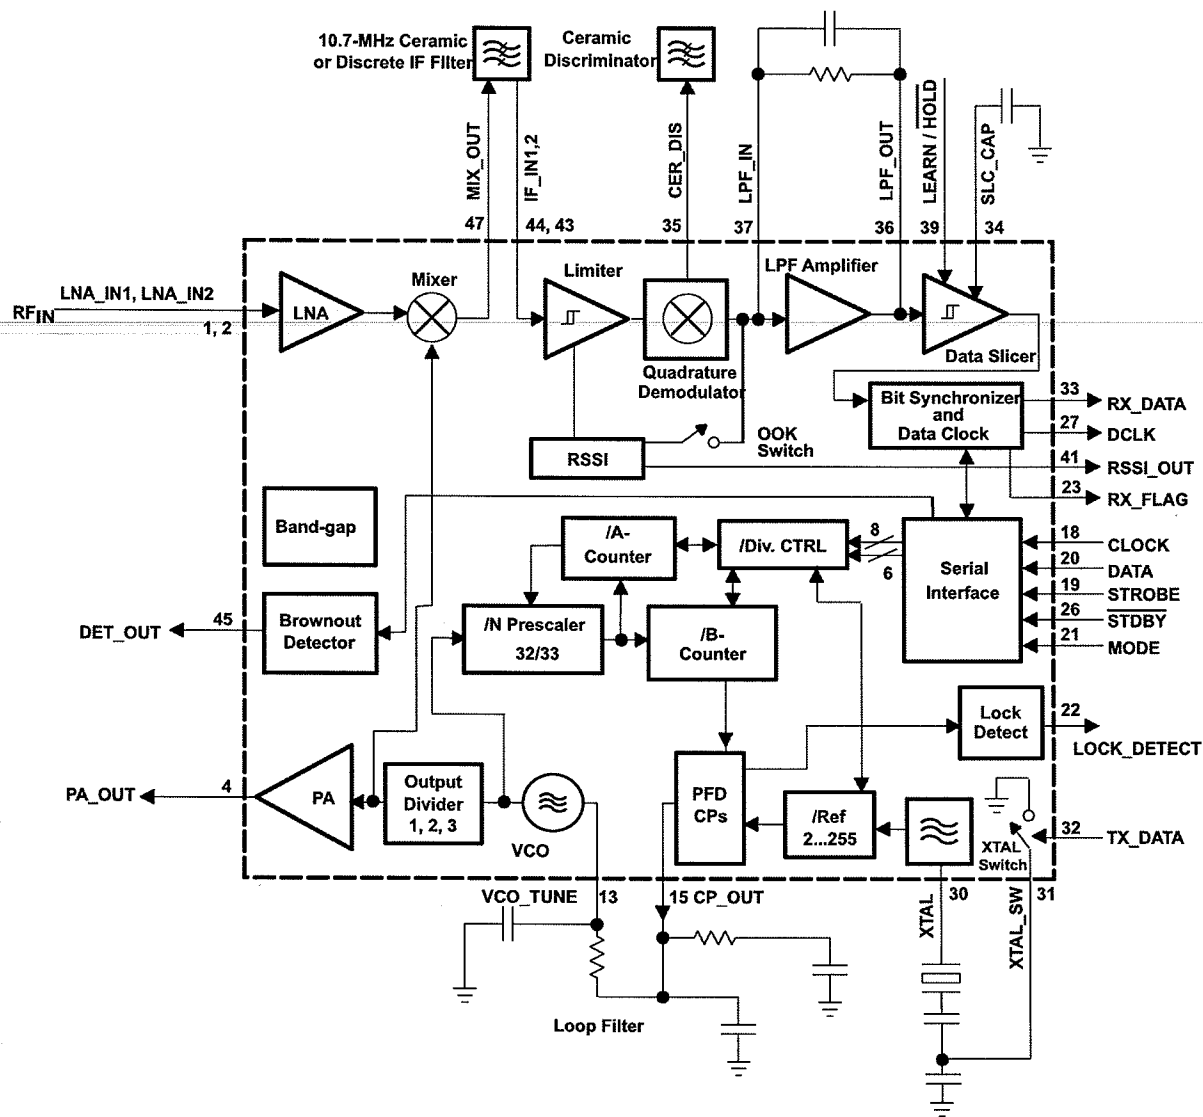 10.7-MHz Ceramic
or Discrete IF Filter
Ceramic
Discriminator
MIX_OUT
IF_IN1,2
CER_DIS
LPF_IN
LPF_OUT
LEARN / HOLD
SLC_CAP
47
44, 43
35
37
36
39
34
RFIN
LNA_IN1, LNA_IN2
1, 2
LNA
Mixer
Limiter
Quadrature
Demodulator
LPF Amplifier
Data Slicer
RSSI
OOK
Switch
Bit Synchronizer
and
Data Clock
33
RX_DATA
27
DCLK
41
RSSI_OUT
23
RX_FLAG
Band-gap
/A-
Counter
/Div. CTRL
8
6
Serial
Interface
18
CLOCK
20
DATA
19
STROBE
26
STDBY
21
MODE
DET_OUT
45
Brownout
Detector
/N Prescaler
32/33
/B-
Counter
Lock
Detect
22
LOCK_DETECT
PA_OUT
4
PA
Output
Divider
1, 2, 3
VCO
PFD
CPs
/Ref
2...255
XTAL
Switch
32
TX_DATA
VCO_TUNE
13
15 CP_OUT
30
31
XTAL
XTAL_SW
Loop Filter